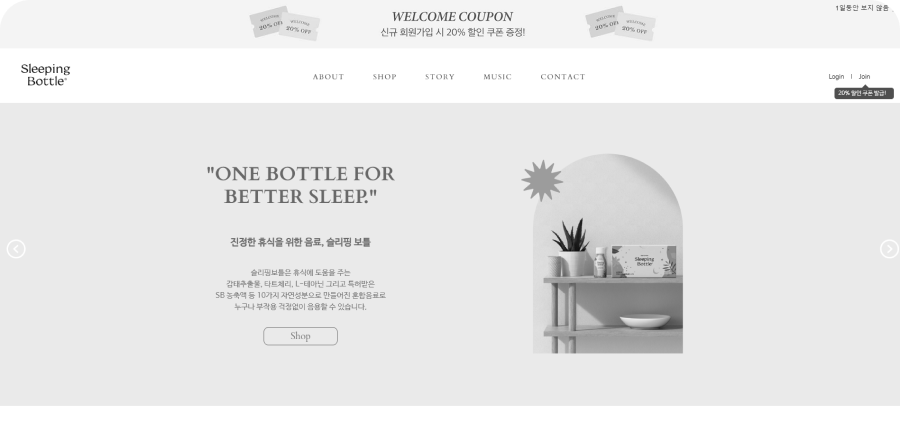 1일동안 보지 않음
WELCOME COUPON
신규 회원가입 시 20% 할인 쿠폰 증정!
20% OFF
20% OFF
20% OFF
20% OFF
Sleeping
Bottle
ABOUT SHOP STORY MUSIC CONTACT
Login | Join
20% 할인 쿠폰 발급!
"ONE BOTTLE FOR
BETTER SLEEP."
진정한 휴식을 위한 음료, 슬리핑 보틀
슬리핑보틀은 휴식에 도움을 주는
감태추출물, 타트체리, L-테아닌 그리고 특허받은
SB 농축액 등 10가지 자연성분으로 만들어진 혼합음료로
누구나 부작용 걱정없이 음용할 수 있습니다.
Shop
Sleeping
Bottle